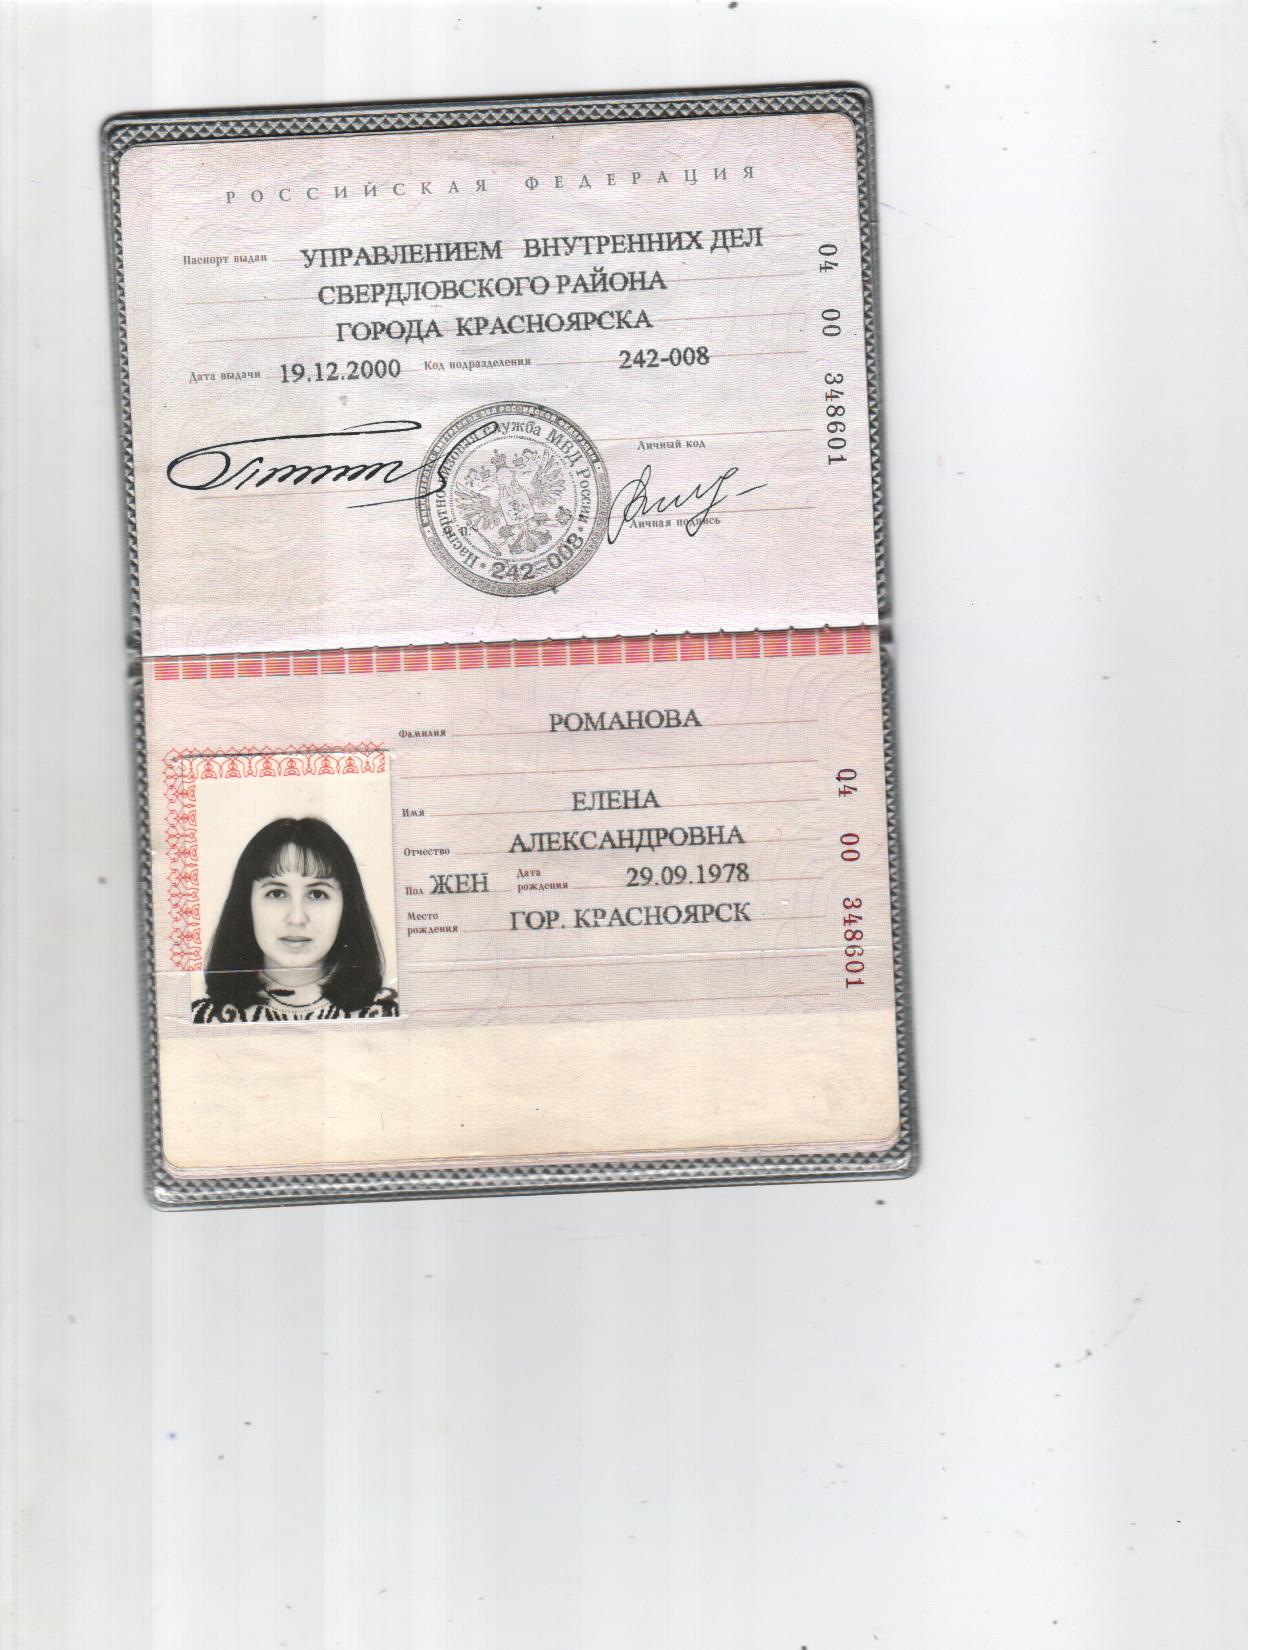 РОССИЙСКАЯ ФЕДЕРАЦИЯ
Паспорт выдан УПРАВЛЕНИЕМ ВНУТРЕННИХ ДЕЛ
СВЕРДЛОВСКОГО РАЙОНА
ГОРОДА КРАСНОЯРСКА
Дата выдачи 19.12.2000 Код подразделения 242-008
Личный код
Личная подпись
Паспортно-визовая служба МВД России
242-008
04 00 348601
Фамилия РОМАНОВА
Имя ЕЛЕНА
Отчество АЛЕКСАНДРОВНА
Пол ЖЕН Дата рождения 29.09.1978
Место рождения ГОР. КРАСНОЯРСК
04 00 348601